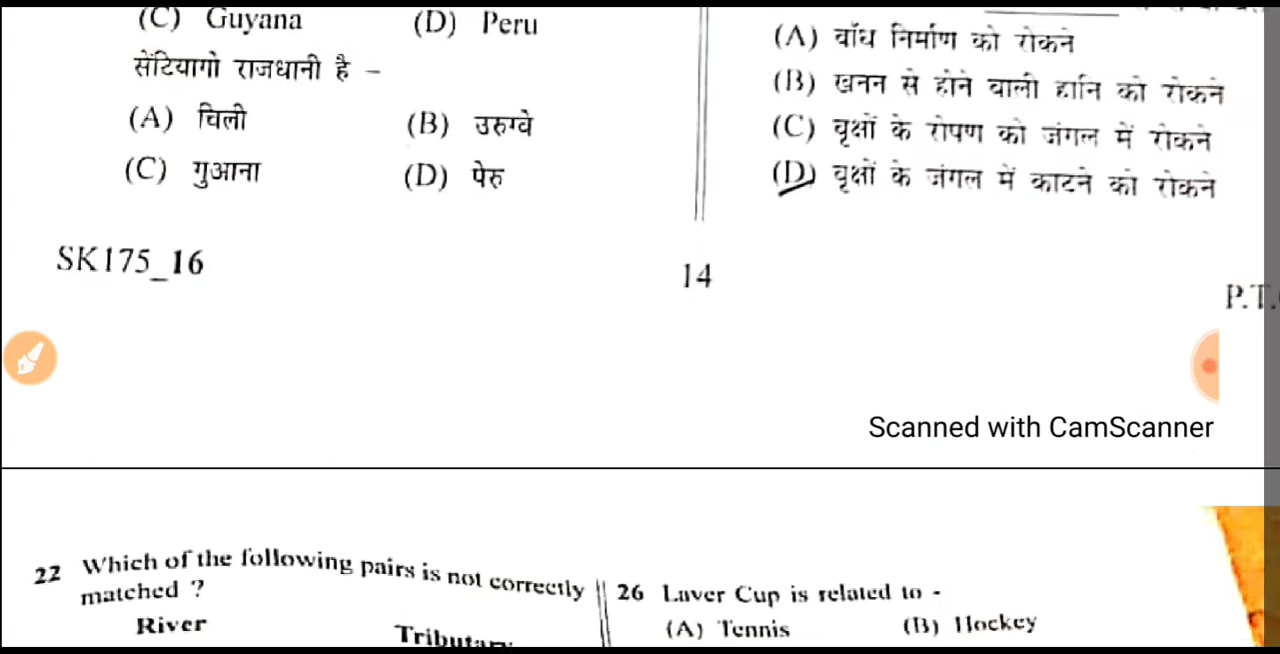 (C) Guyana (D) Peru
सेंटियागो राजधानी है –
(A) चिली (B) उरुग्वे
(C) गुआना (D) पेरु
(A) बाँध निर्माण को रोकने
(B) खनन से होने वाली हानि को रोकने
(C) वृक्षों के रोपण को जंगल में रोकने
(D) वृक्षों के जंगल में काटने को रोकने
SK175_16
14
P.T.
Scanned with CamScanner
22 Which of the following pairs is not correctly
matched ?
River
26 Laver Cup is related to -
(A) Tennis (B) Hockey